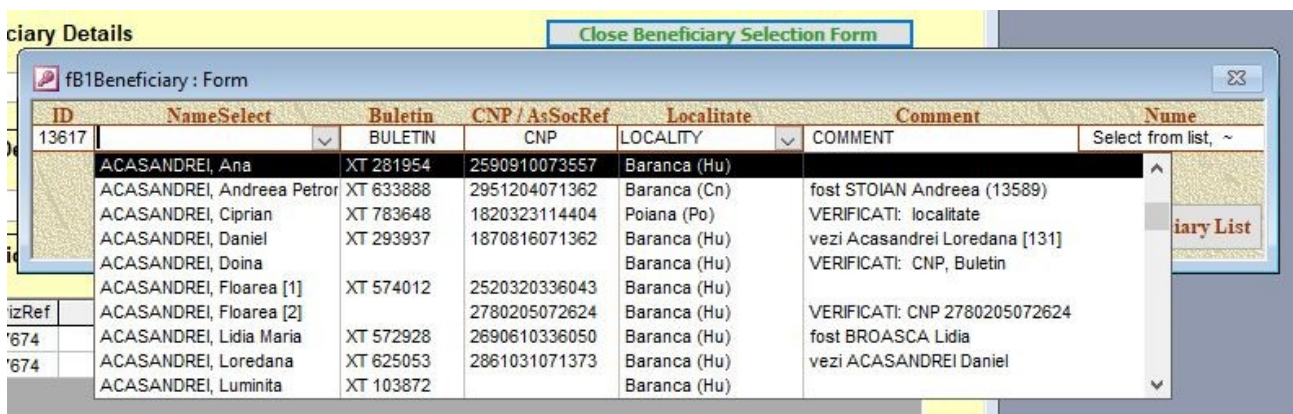 ciary Details
Close Beneficiary Selection Form
fB1Beneficiary : Form
ID NameSelect Buletin CNP / AsSocRef Localitate Comment Nume
13617 BULETIN CNP LOCALITY COMMENT Select from list, ~
ACASANDREI, Ana XT 281954 2590910073557 Baranca (Hu)
ACASANDREI, Andreea Petror XT 633888 2951204071362 Baranca (Cn) fost STOIAN Andreea (13589)
ACASANDREI, Ciprian XT 783648 1820323114404 Poiana (Po) VERIFICATI: localitate
ACASANDREI, Daniel XT 293937 1870816071362 Baranca (Hu) vezi Acasandrei Loredana [131]
iary List
ACASANDREI, Doina Baranca (Hu) VERIFICATI: CNP, Buletin
ACASANDREI, Floarea [1] XT 574012 2520320336043 Baranca (Hu)
izRef ACASANDREI, Floarea [2] 2780205072624 Baranca (Hu) VERIFICATI: CNP 2780205072624
7674 ACASANDREI, Lidia Maria XT 572928 2690610336050 Baranca (Hu) fost BROASCA Lidia
7674 ACASANDREI, Loredana XT 625053 2861031071373 Baranca (Hu) vezi ACASANDREI Daniel
ACASANDREI, Luminita XT 103872 Baranca (Hu)